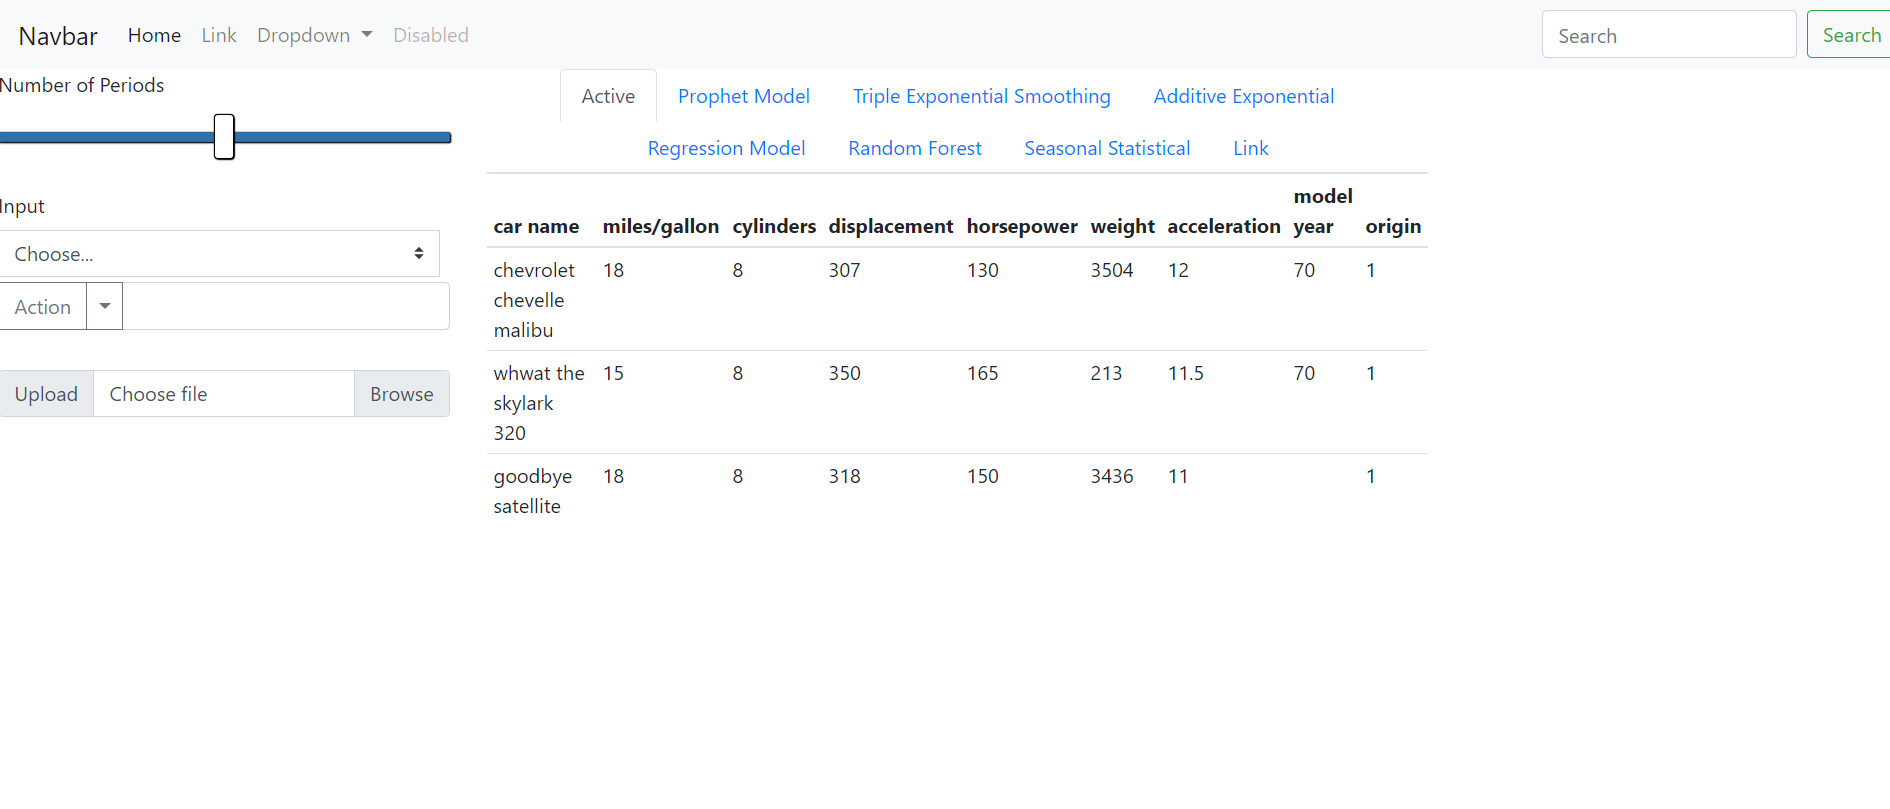 Navbar Home Link Dropdown Disabled Search Search
Number of Periods
Input
Choose...
Action
Upload Choose file Browse
Active Prophet Model Triple Exponential Smoothing Additive Exponential
Regression Model Random Forest Seasonal Statistical Link
car name miles/gallon cylinders displacement horsepower weight acceleration model year origin
chevrolet chevelle malibu 18 8 307 130 3504 12 70 1
whwat the skylark 320 15 8 350 165 213 11.5 70 1
goodbye satellite 18 8 318 150 3436 11 1